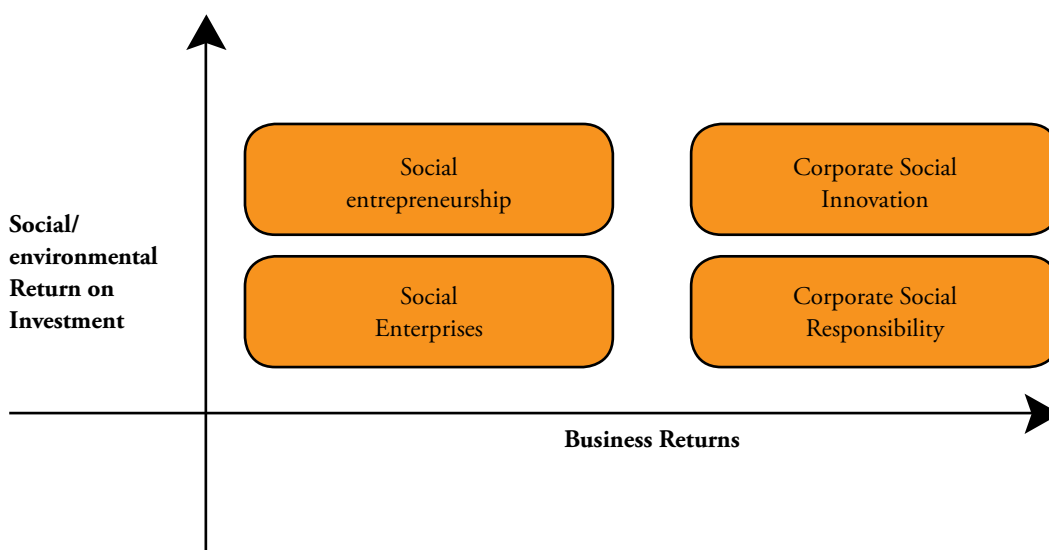 Social
entrepreneurship
Corporate Social
Innovation
Social/
environmental
Return on
Investment
Social
Enterprises
Corporate Social
Responsibility
Business Returns